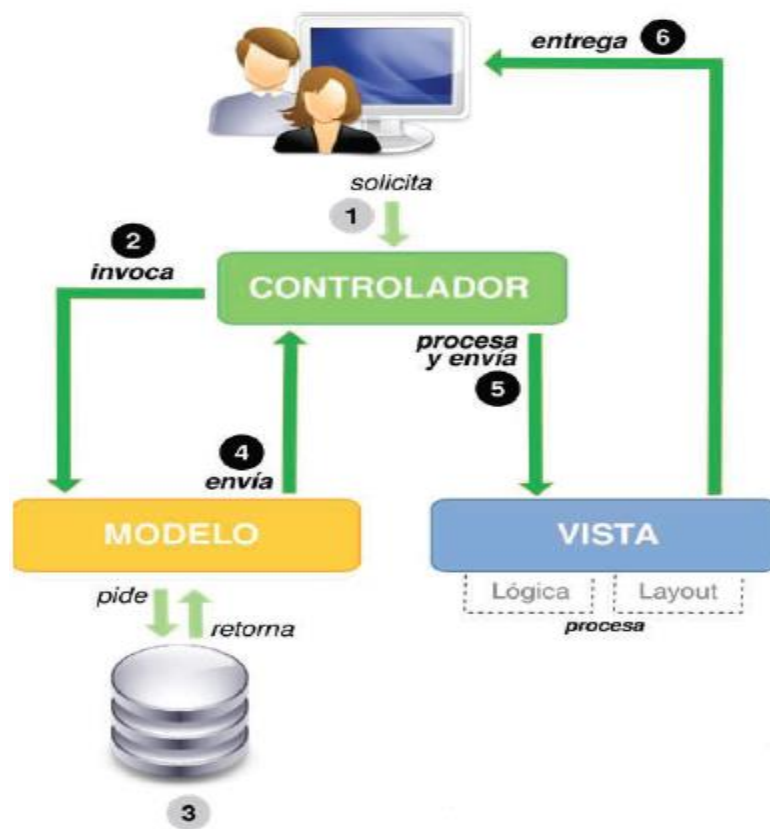 entrega 6
solicita
1
2
invoca
CONTROLADOR
procesa
y envía
5
4
envía
MODELO
VISTA
pide
retorna
Lógica
Layout
procesa
3